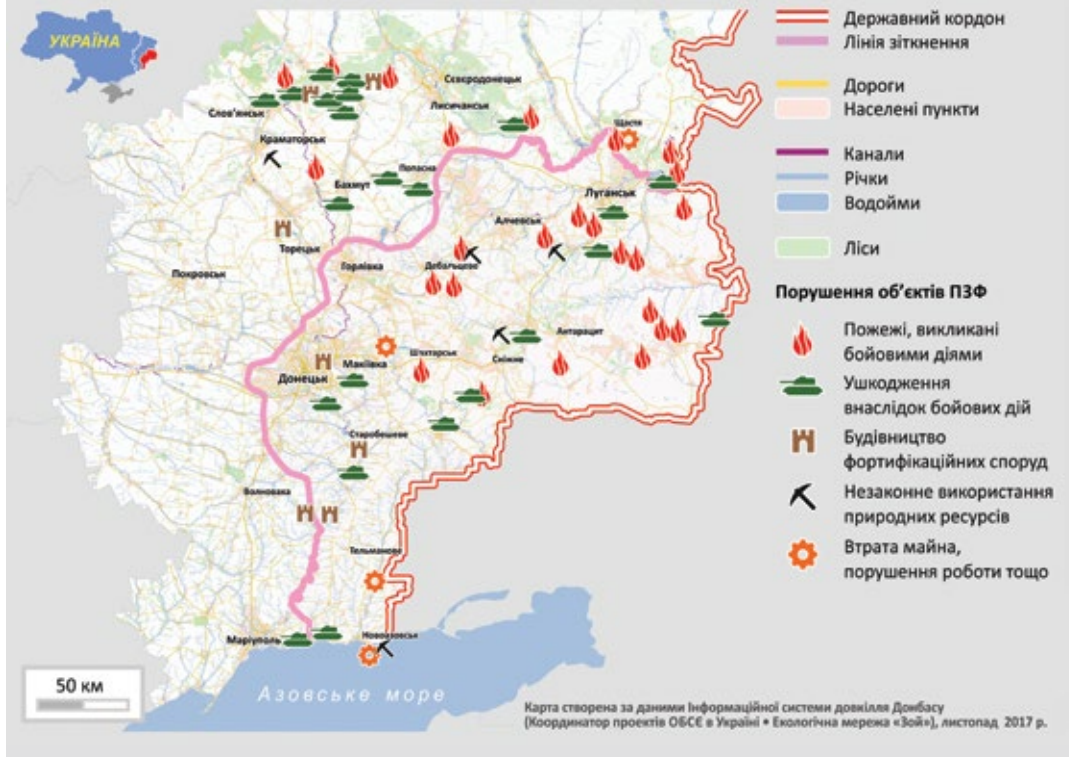 УКРАЇНА
Сєвєродонецьк
Лисичанськ
Слов'янськ
Щастя
Краматорськ
Попасна
Бахмут
Луганськ
Алчевськ
Торецьк
Горлівка
Дебальцеве
Покровськ
Антрацит
Сніжне
Шахтарськ
Макіївка
Донецьк
Старобешеве
Волноваха
Тельманове
Маріуполь
Новоазовськ
Азовське море
50 км
Державний кордон
Лінія зіткнення
Дороги
Населені пункти
Канали
Річки
Водойми
Ліси
Порушення об'єктів ПЗФ
Пожежі, викликані
бойовими діями
Ушкодження
внаслідок бойових дій
Будівництво
фортифікаційних споруд
Незаконне використання
природних ресурсів
Втрата майна,
порушення роботи тощо
Карта створена за даними Інформаційної системи довкілля Донбасу
(Координатор проектів ОБСЄ в Україні • Екологічна мережа «Зой»), листопад 2017 р.